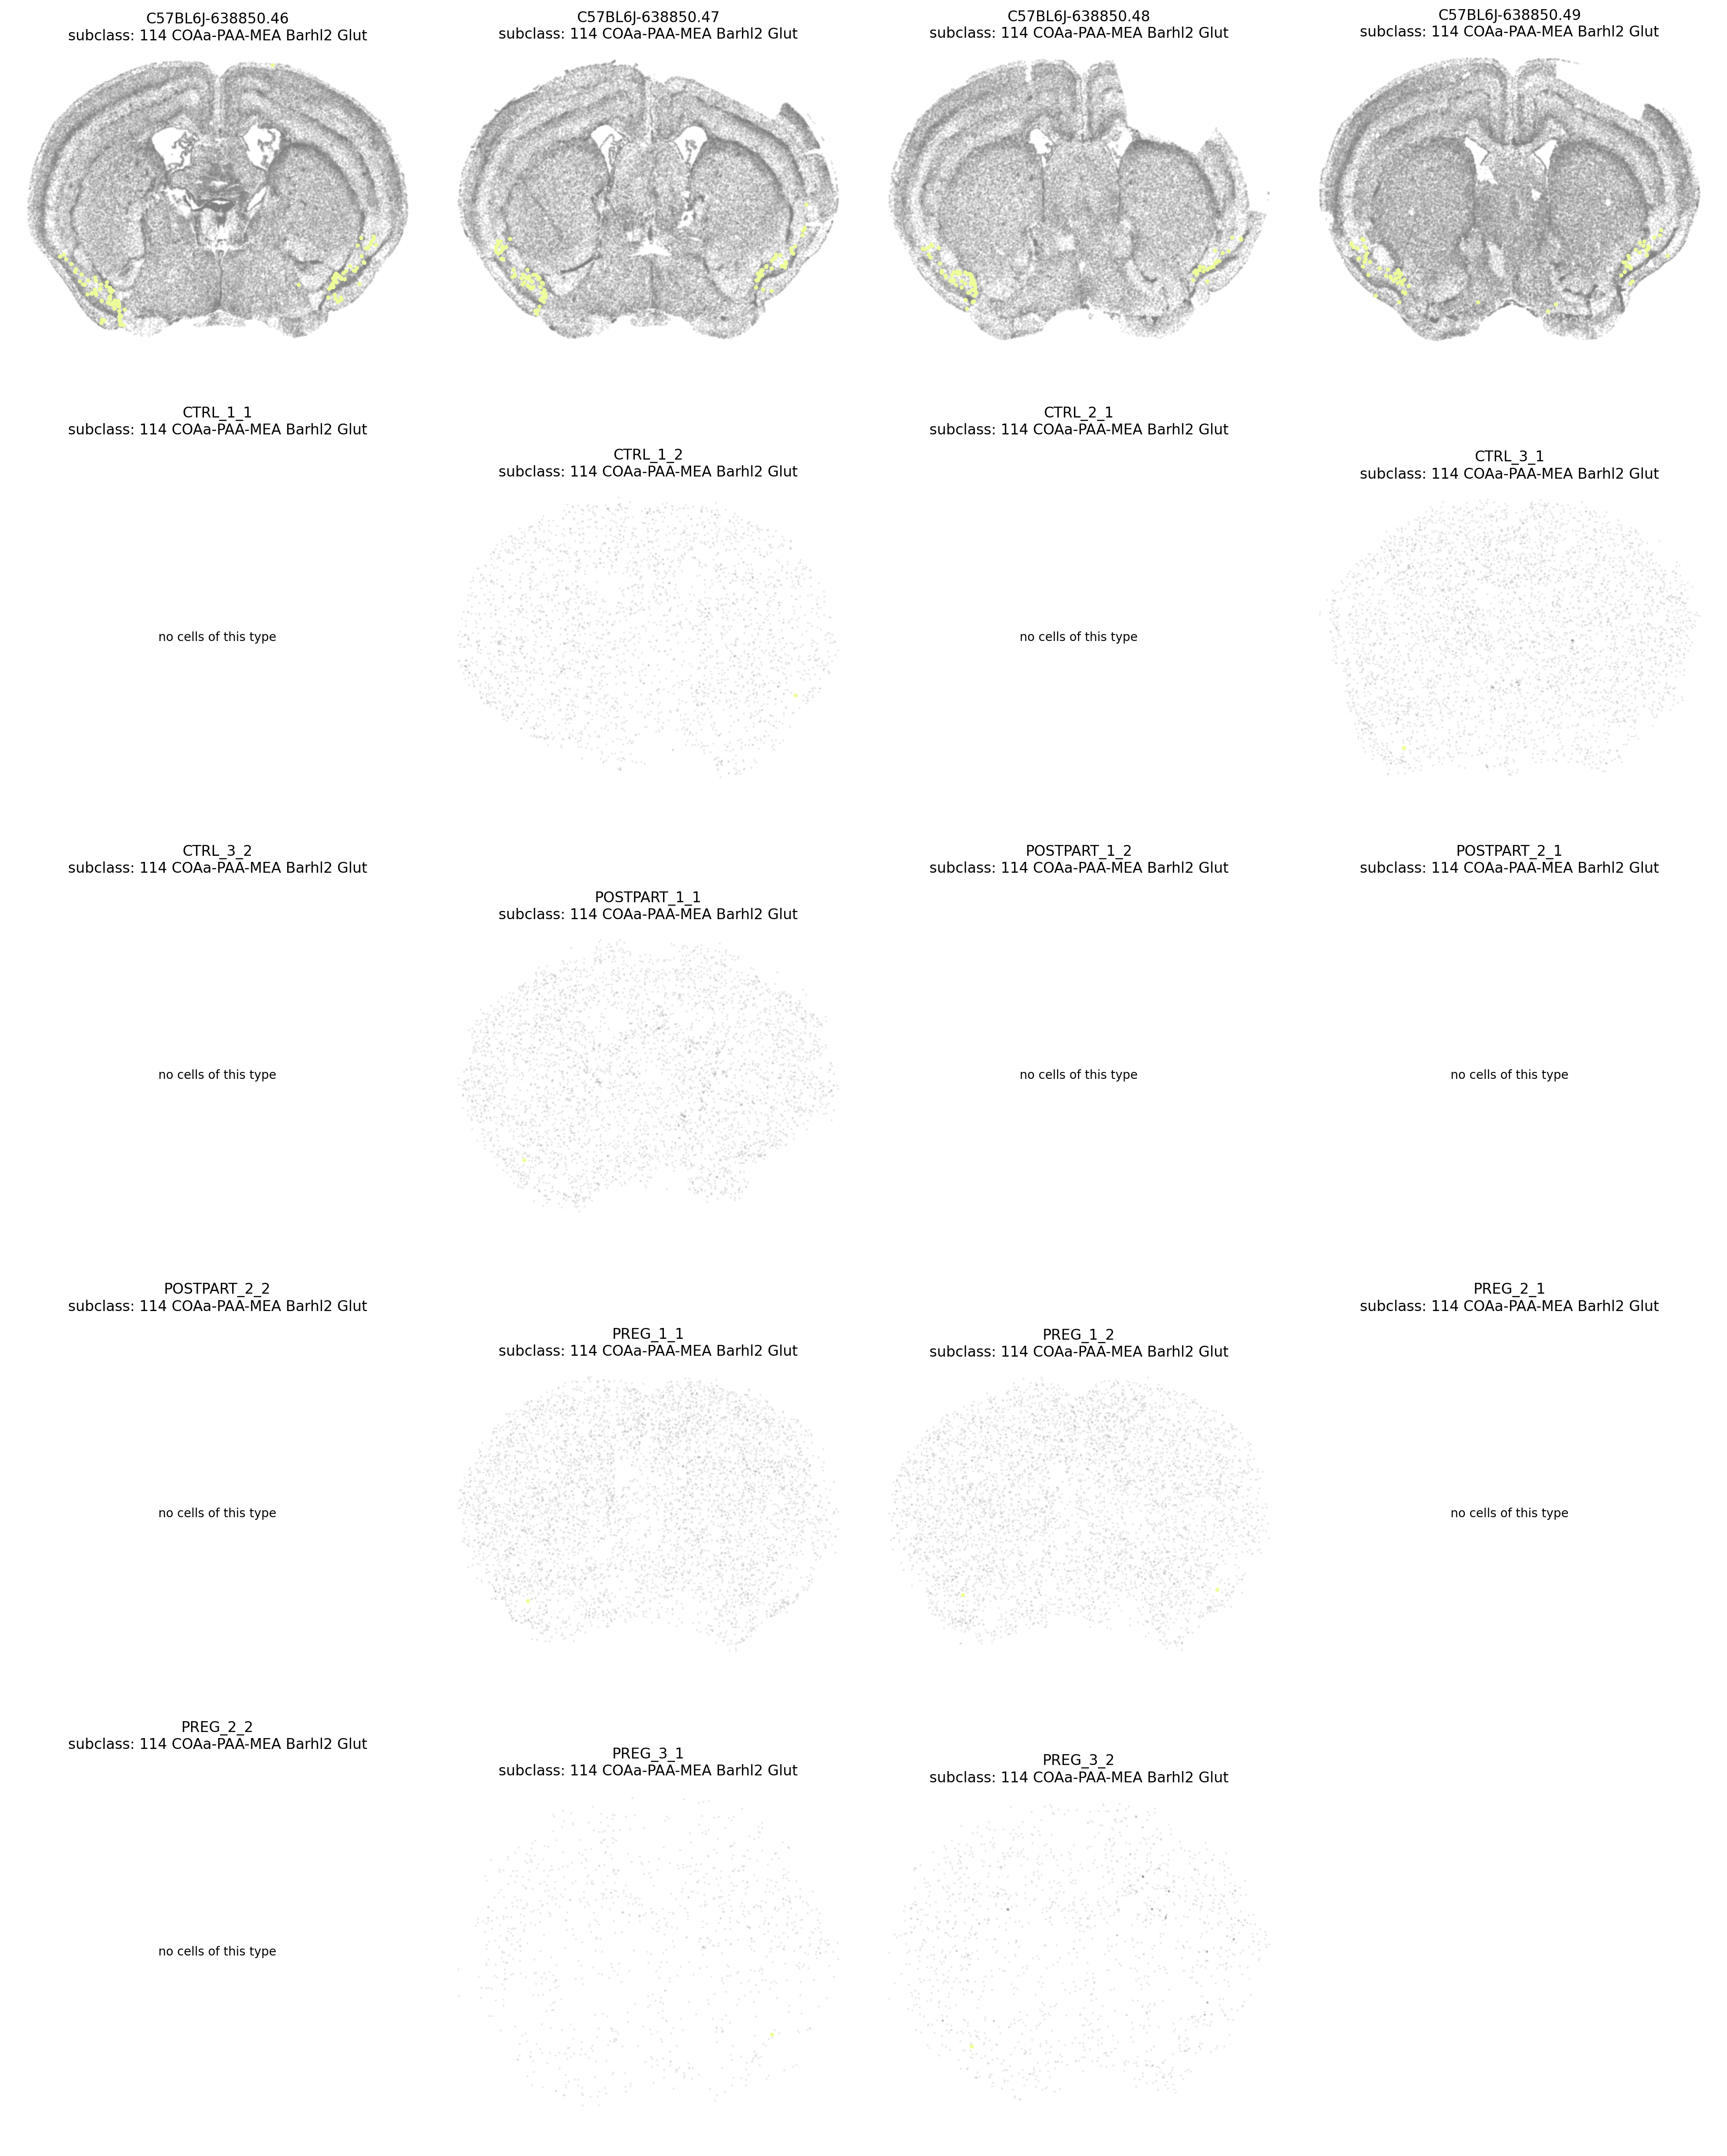 C57BL6J-638850.46
subclass: 114 COAa-PAA-MEA Barhl2 Glut
C57BL6J-638850.47
subclass: 114 COAa-PAA-MEA Barhl2 Glut
C57BL6J-638850.48
subclass: 114 COAa-PAA-MEA Barhl2 Glut
C57BL6J-638850.49
subclass: 114 COAa-PAA-MEA Barhl2 Glut
CTRL_1_1
subclass: 114 COAa-PAA-MEA Barhl2 Glut
no cells of this type
CTRL_1_2
subclass: 114 COAa-PAA-MEA Barhl2 Glut
CTRL_2_1
subclass: 114 COAa-PAA-MEA Barhl2 Glut
no cells of this type
CTRL_3_1
subclass: 114 COAa-PAA-MEA Barhl2 Glut
CTRL_3_2
subclass: 114 COAa-PAA-MEA Barhl2 Glut
no cells of this type
POSTPART_1_1
subclass: 114 COAa-PAA-MEA Barhl2 Glut
POSTPART_1_2
subclass: 114 COAa-PAA-MEA Barhl2 Glut
no cells of this type
POSTPART_2_1
subclass: 114 COAa-PAA-MEA Barhl2 Glut
no cells of this type
POSTPART_2_2
subclass: 114 COAa-PAA-MEA Barhl2 Glut
no cells of this type
PREG_1_1
subclass: 114 COAa-PAA-MEA Barhl2 Glut
PREG_1_2
subclass: 114 COAa-PAA-MEA Barhl2 Glut
PREG_2_1
subclass: 114 COAa-PAA-MEA Barhl2 Glut
no cells of this type
PREG_2_2
subclass: 114 COAa-PAA-MEA Barhl2 Glut
no cells of this type
PREG_3_1
subclass: 114 COAa-PAA-MEA Barhl2 Glut
PREG_3_2
subclass: 114 COAa-PAA-MEA Barhl2 Glut